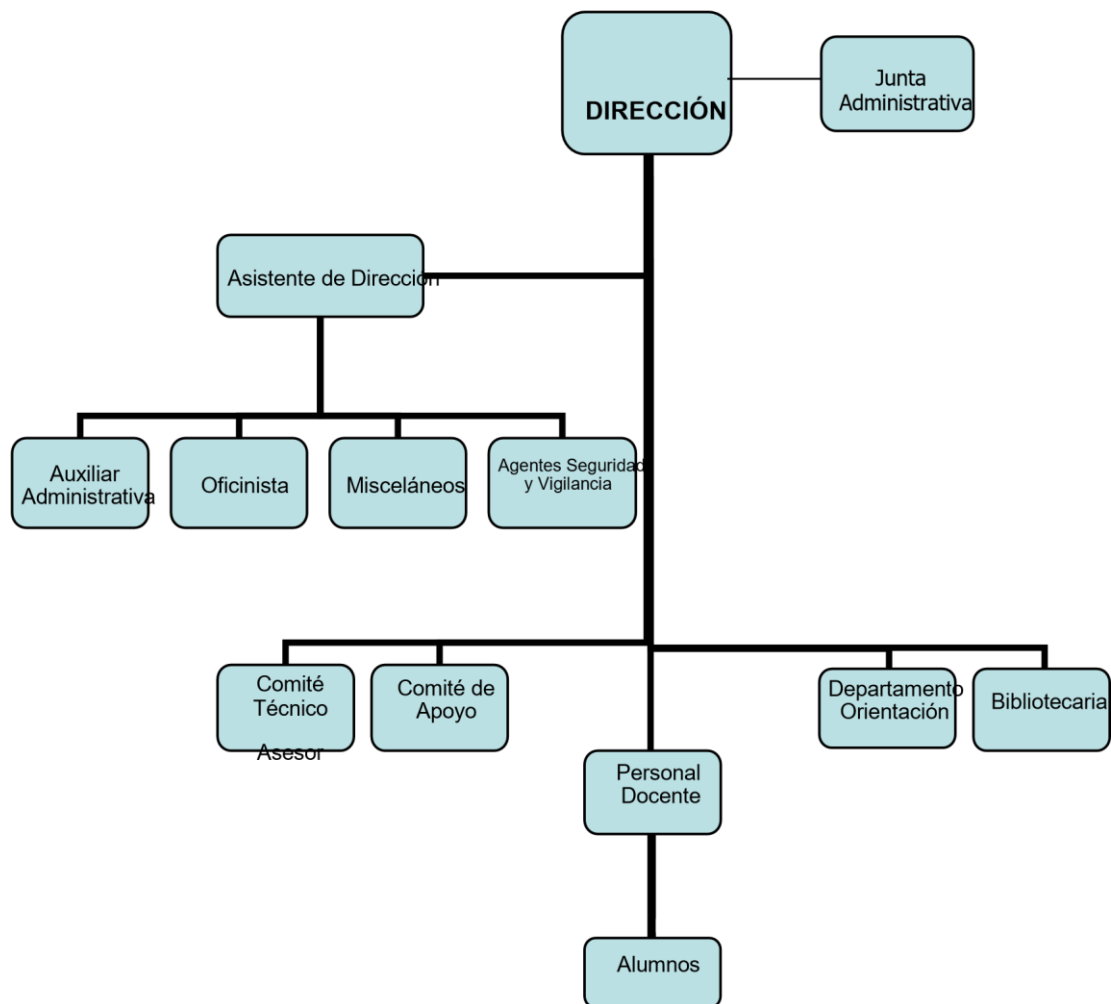 DIRECCIÓN
Junta
Administrativa
Asistente de Dirección
Auxiliar
Administrativa
Oficinista
Misceláneos
Agentes Seguridad
y Vigilancia
Comité
Técnico
Asesor
Comité de
Apoyo
Departamento
Orientación
Bibliotecaria
Personal
Docente
Alumnos